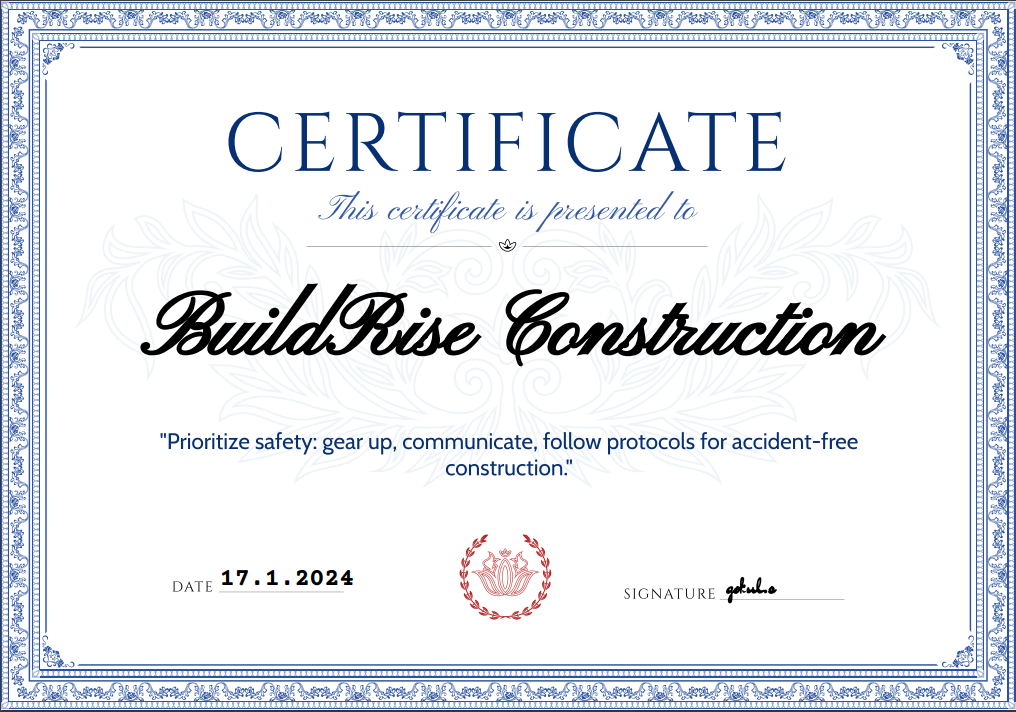 CERTIFICATE
This certificate is presented to
BuildRise Construction
"Prioritize safety: gear up, communicate, follow protocols for accident-free
construction."
DATE 17.1.2024
SIGNATURE